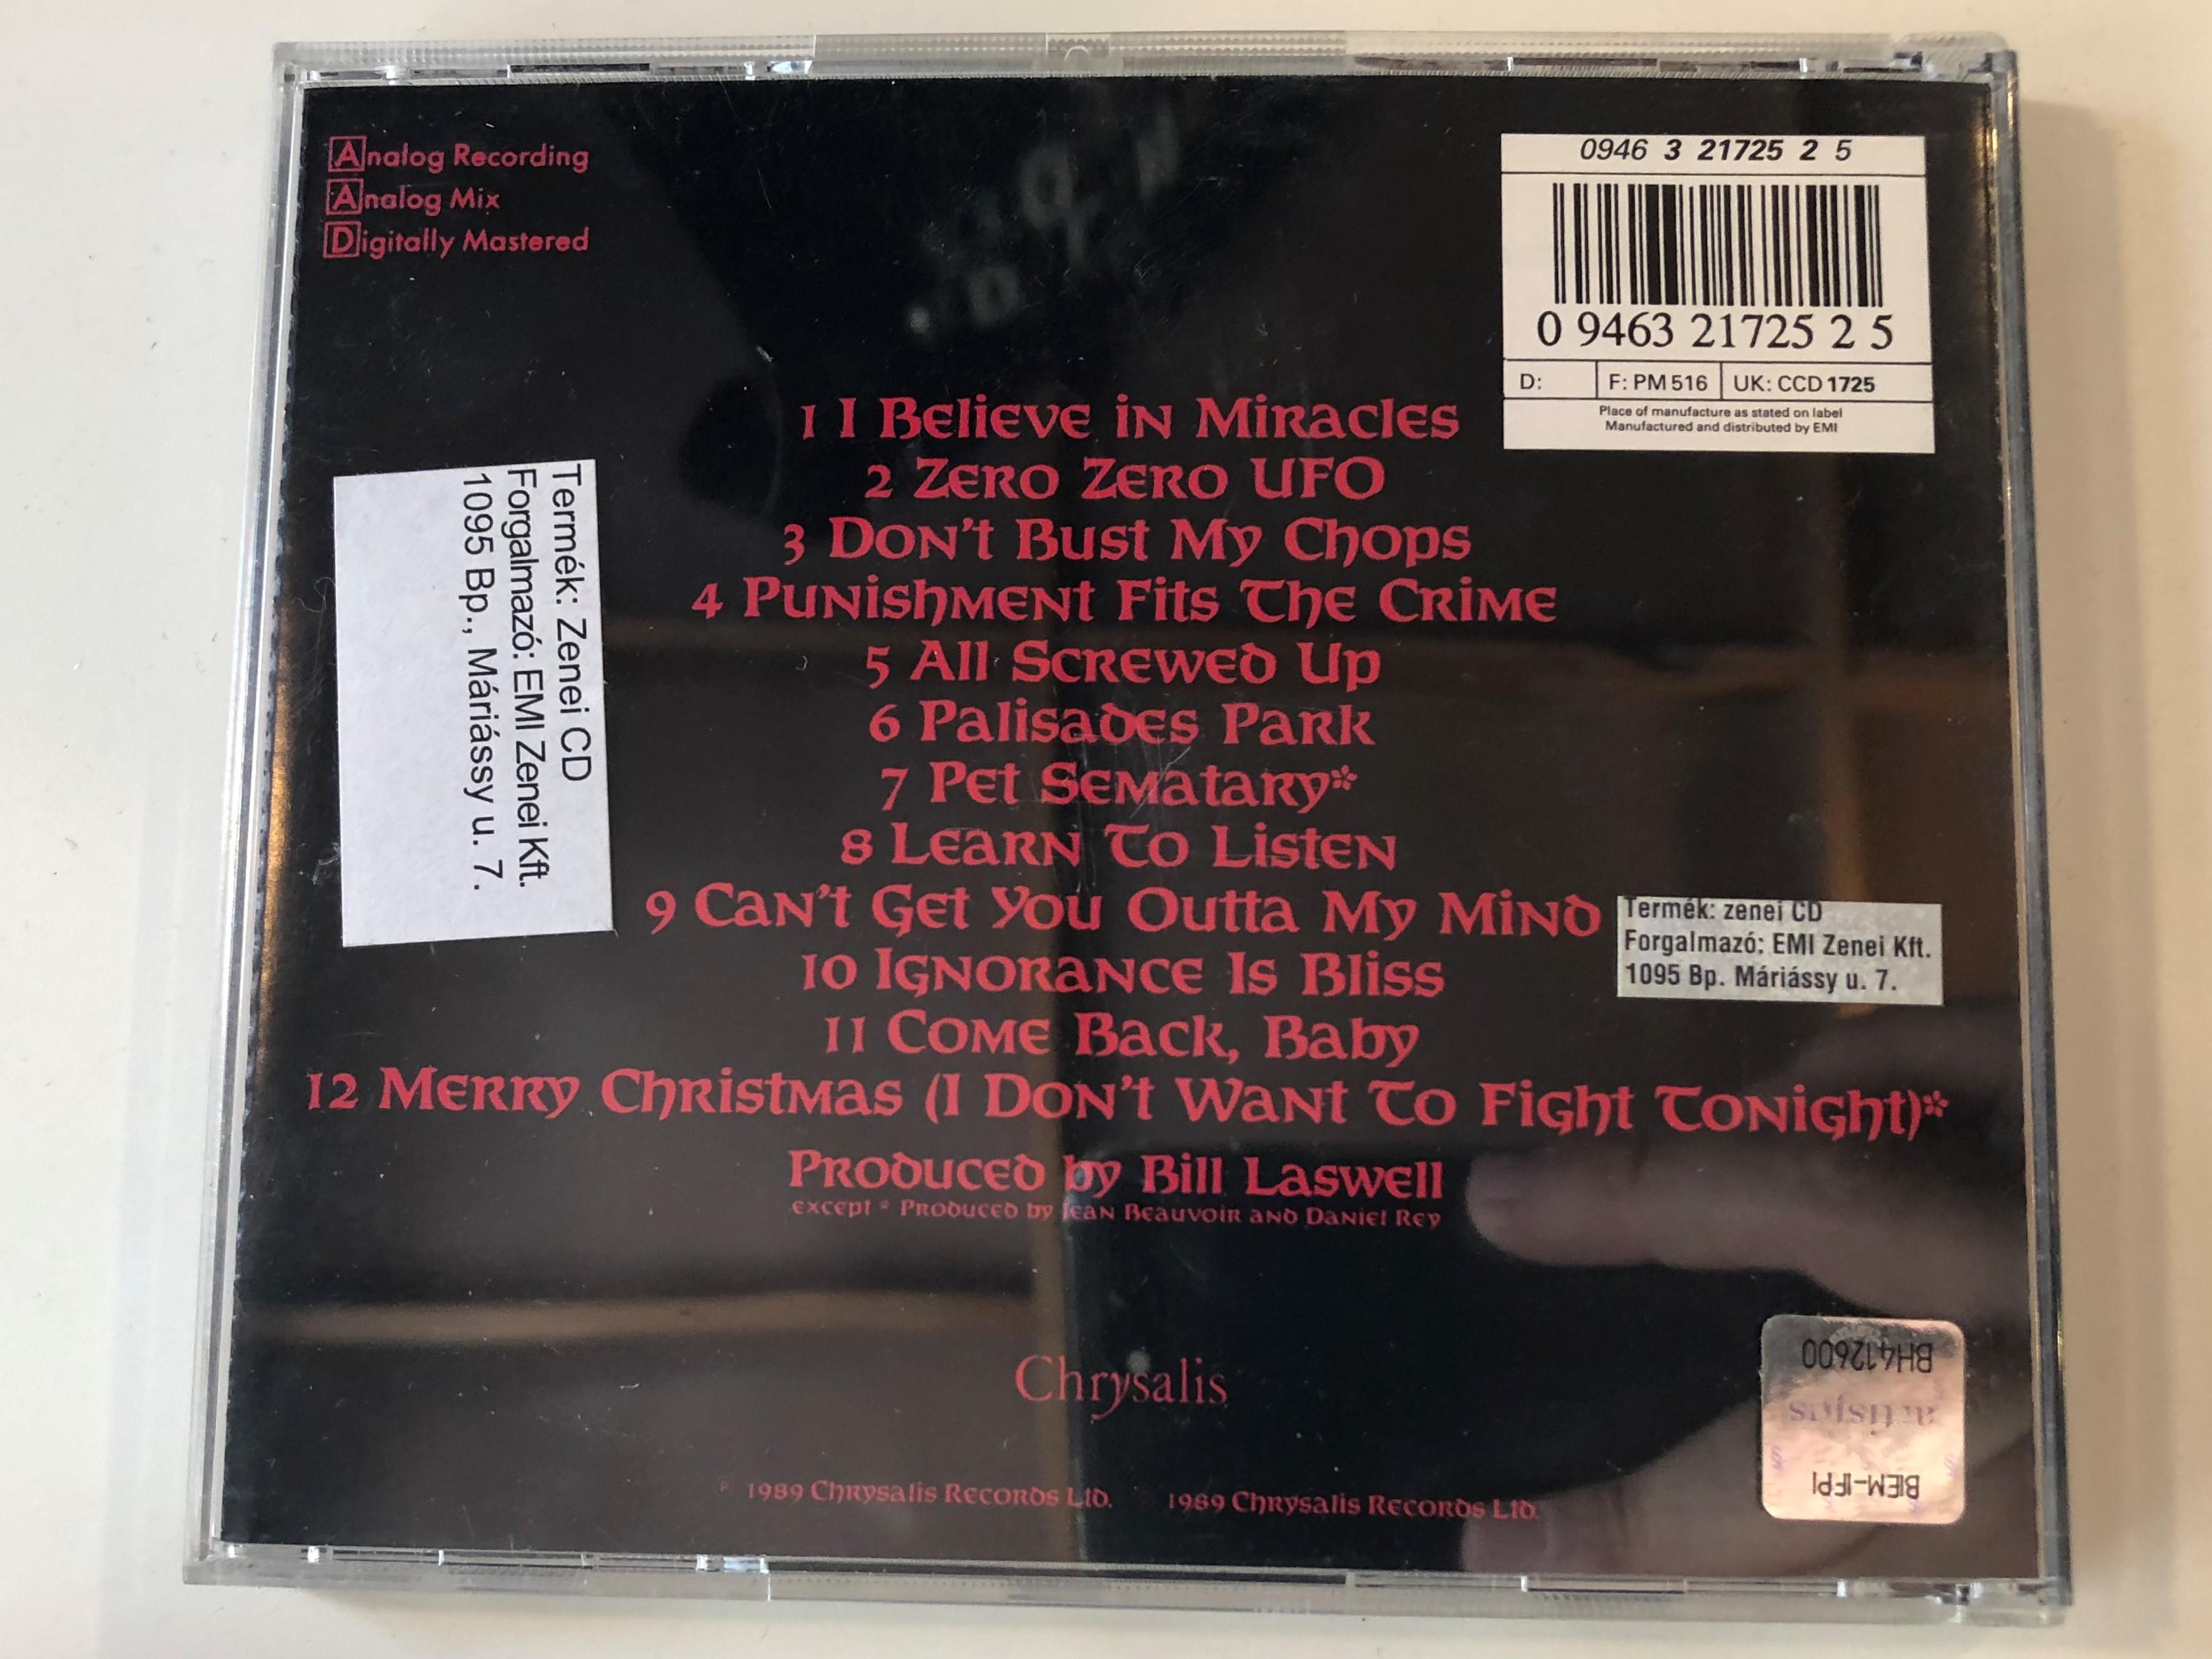 Analog Recording
Analog Mix
Digitally Mastered
0946 3 21725 2 5
0 9463 21725 2 5
D:
F: PM 516
UK: CCD 1725
Place of manufacture as stated on label
Manufactured and distributed by EMI
1 I Believe in Miracles
2 Zero Zero UFO
3 Don't Bust My Chops
4 Punishment Fits The Crime
5 All Screwed Up
6 Palisades Park
7 Pet Sematary*
8 Learn To Listen
9 Can't Get You Outta My Mind
10 Ignorance Is Bliss
11 Come Back, Baby
12 Merry Christmas (I Don't Want To Fight Tonight)*
Produced by Bill Laswell
except * Produced by Jean Beauvoir and Daniel Rey
Termék: Zenei CD
Forgalmazó: EMI Zenei Kft.
1095 Bp., Máriássy u. 7.
Termék: zenei CD
Forgalmazó: EMI Zenei Kft.
1095 Bp. Máriássy u. 7.
Chrysalis
℗ 1989 Chrysalis Records Ltd. © 1989 Chrysalis Records Ltd.
BH412600
artisjus
BIEM-IFPI